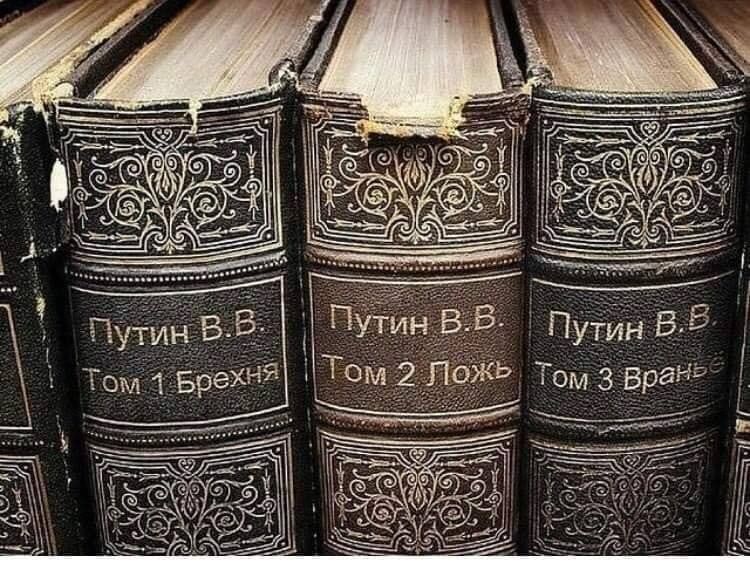 Путин В.В.
Том 1 Брехня
Путин В.В.
Том 2 Ложь
Путин В.В.
Том 3 Вранье